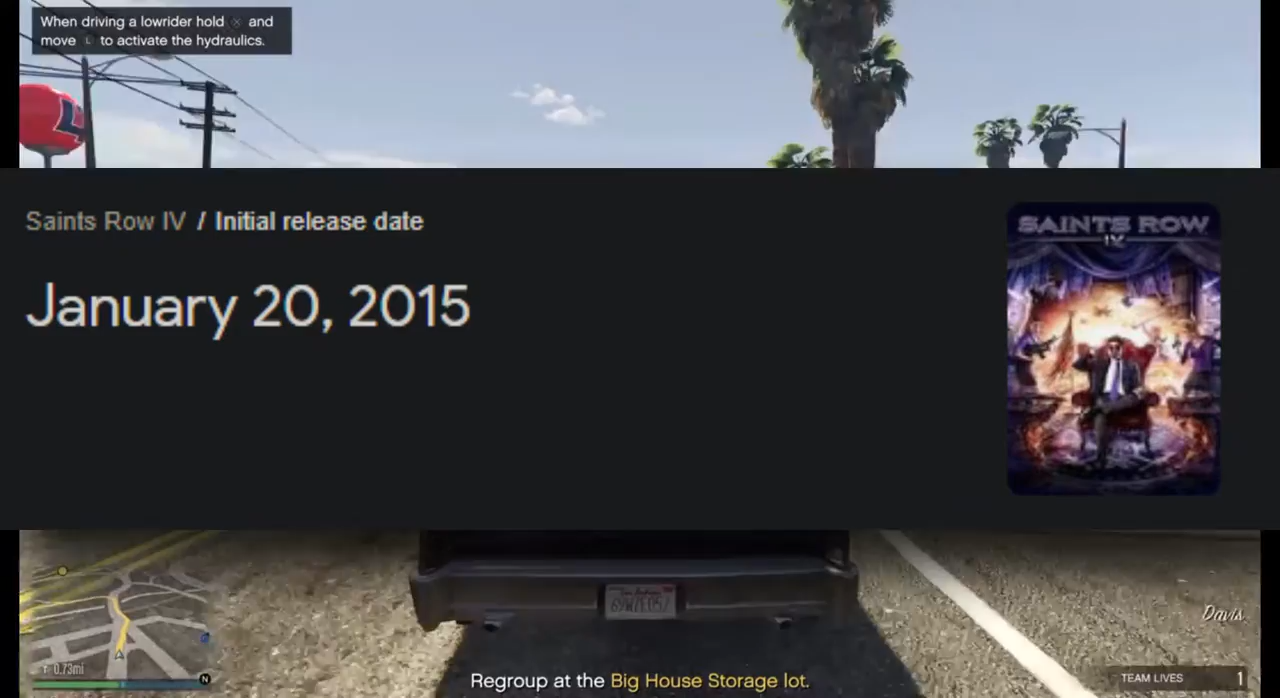 When driving a lowrider hold and
move L to activate the hydraulics.
Saints Row IV / Initial release date
January 20, 2015
SAINTS ROW
IV
0.73mi
N
Davis
Regroup at the Big House Storage lot.
TEAM LIVES 1